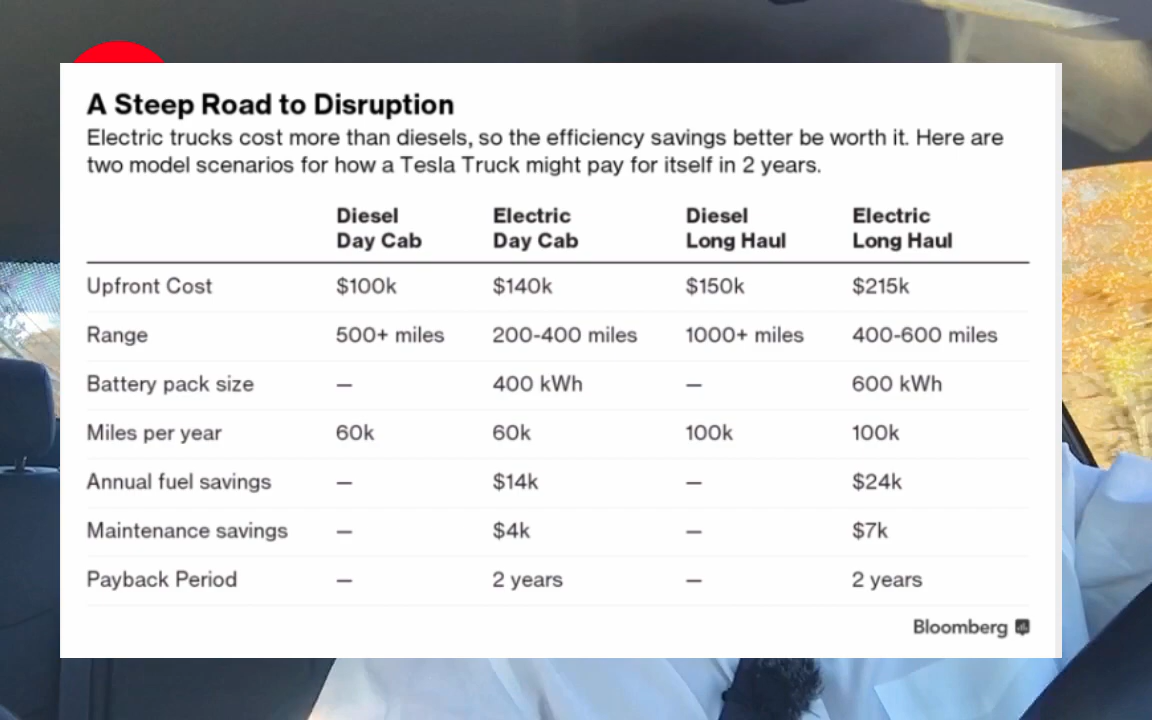 A Steep Road to Disruption
Electric trucks cost more than diesels, so the efficiency savings better be worth it. Here are
two model scenarios for how a Tesla Truck might pay for itself in 2 years.
Diesel Day Cab Electric Day Cab Diesel Long Haul Electric Long Haul
Upfront Cost $100k $140k $150k $215k
Range 500+ miles 200-400 miles 1000+ miles 400-600 miles
Battery pack size — 400 kWh — 600 kWh
Miles per year 60k 60k 100k 100k
Annual fuel savings — $14k — $24k
Maintenance savings — $4k — $7k
Payback Period — 2 years — 2 years
Bloomberg